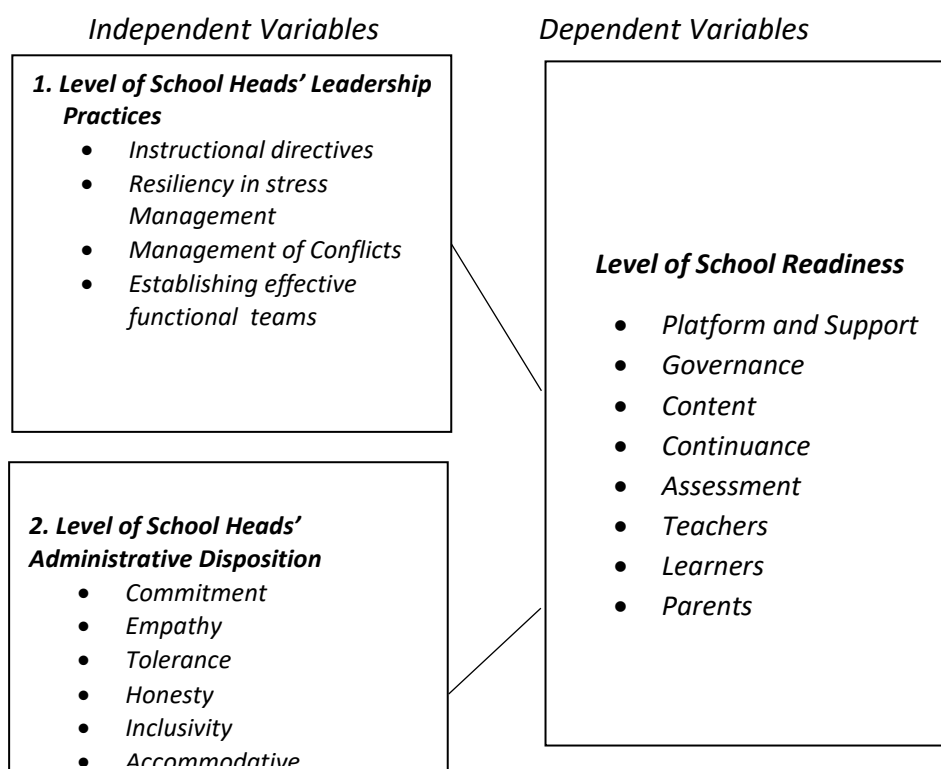 Independent Variables
Dependent Variables
1. Level of School Heads' Leadership
Practices
• Instructional directives
• Resiliency in stress
Management
• Management of Conflicts
• Establishing effective
functional teams
2. Level of School Heads'
Administrative Disposition
• Commitment
• Empathy
• Tolerance
• Honesty
• Inclusivity
• Accommodative
Level of School Readiness
• Platform and Support
• Governance
• Content
• Continuance
• Assessment
• Teachers
• Learners
• Parents